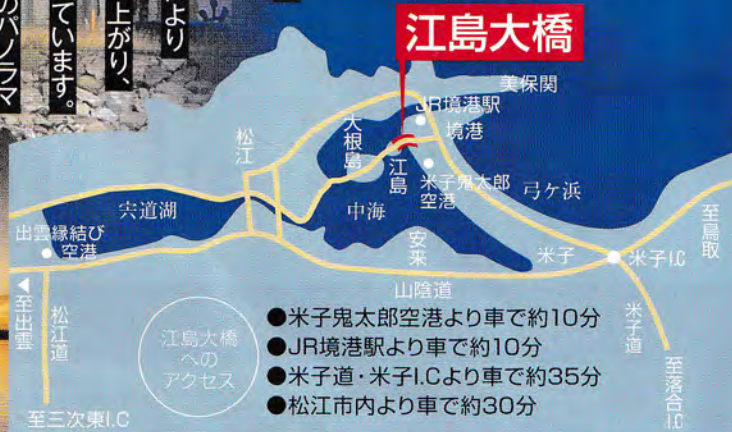 より
上がり、
ています。
のパノラマ
江島大橋
美保関
JR境港駅
境港
大根島
松江
江島
米子鬼太郎
空港
弓ヶ浜
宍道湖
中海
出雲縁結び
空港
安来
米子
米子I.C
至鳥取
山陰道
◀至出雲
松江道
米子道
江島大橋
への
アクセス
●米子鬼太郎空港より車で約10分
●JR境港駅より車で約10分
●米子道・米子I.Cより車で約35分
●松江市内より車で約30分
至落合I.C
至三次東I.C